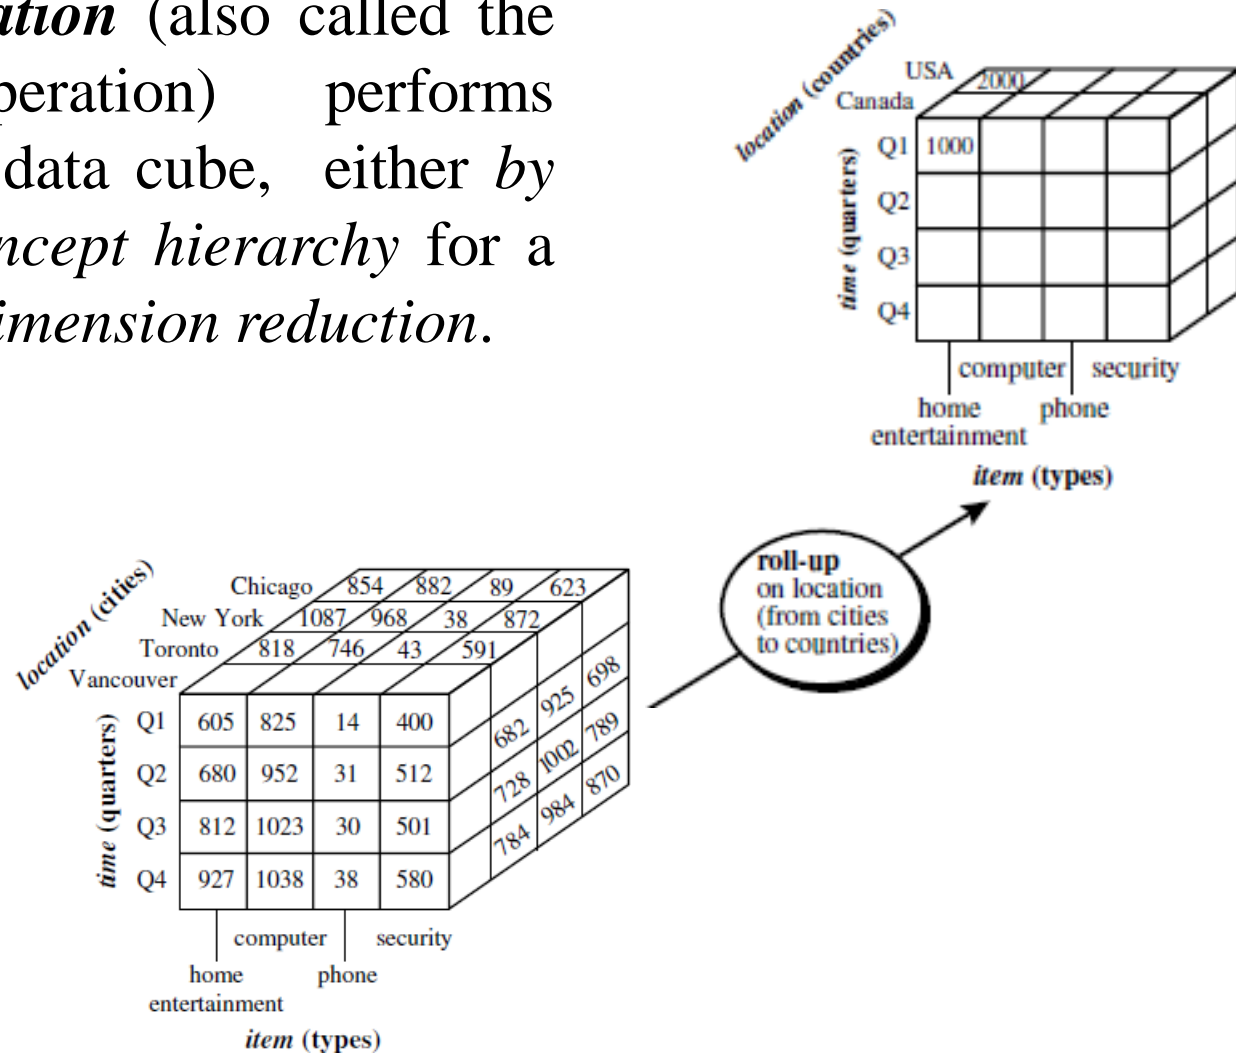 ation (also called the
peration) performs
data cube, either by
ncept hierarchy for a
imension reduction.
location (countries)
USA 2000
Canada
time (quarters)
Q1 1000
Q2
Q3
Q4
computer security
home phone
entertainment
item (types)
roll-up
on location
(from cities
to countries)
location (cities)
Chicago 854 882 89 623
New York 1087 968 38 872
Toronto 818 746 43 591
Vancouver
time (quarters)
Q1 605 825 14 400
Q2 680 952 31 512
Q3 812 1023 30 501
Q4 927 1038 38 580
682 925 698
728 1002 789
784 984 870
computer security
home phone
entertainment
item (types)